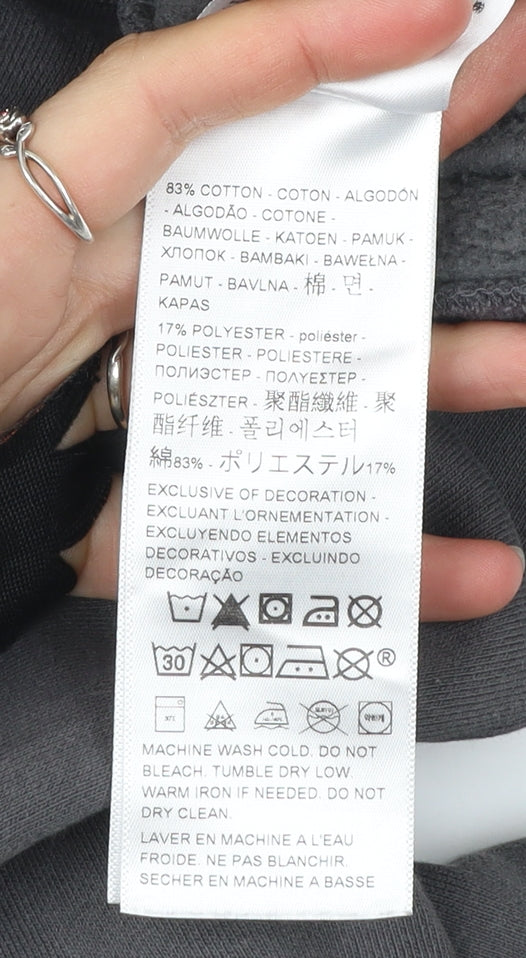 83% COTTON - COTON - ALGODÓN
- ALGODÃO - COTONE -
BAUMWOLLE - KATOEN - PAMUK -
ХЛОПОК - BAMBAKI - BAWEŁNA -
PAMUT - BAVLNA - 棉 - 면 -
KAPAS
17% POLYESTER - poliéster -
POLIESTER - POLIESTERE -
ПОЛИЭСТЕР - ΠΟΛΥΕΣΤΕΡ -
POLIÉSZTER - 聚酯纖維 - 聚
酯纤维 - 폴리에스터
綿83% - ポリエステル17%
EXCLUSIVE OF DECORATION -
EXCLUANT L'ORNEMENTATION -
EXCLUYENDO ELEMENTOS
DECORATIVOS - EXCLUINDO
DECORAÇÃO
30 ®
약하게
MACHINE WASH COLD. DO NOT
BLEACH. TUMBLE DRY LOW.
WARM IRON IF NEEDED. DO NOT
DRY CLEAN.
LAVER EN MACHINE A L'EAU
FROIDE. NE PAS BLANCHIR.
SECHER EN MACHINE A BASSE